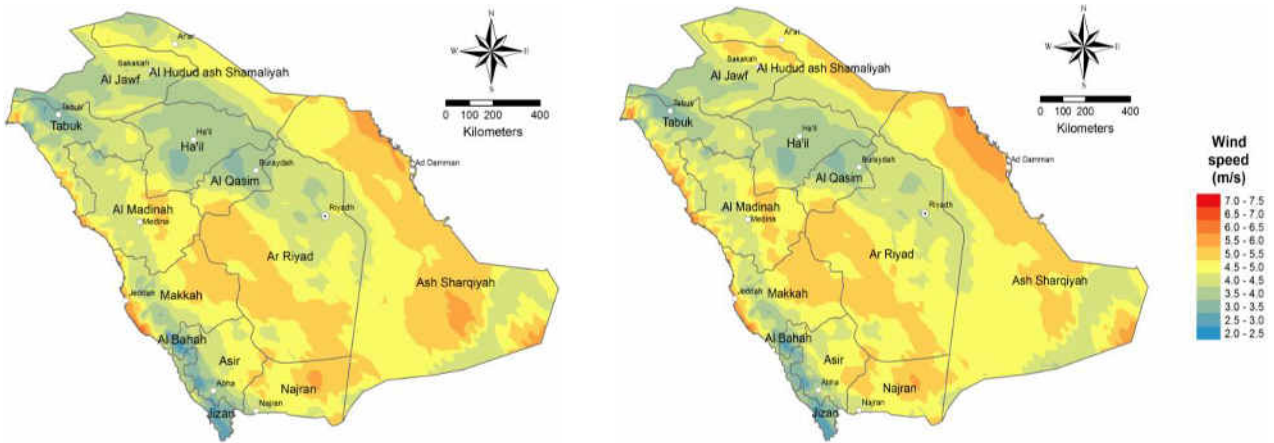 N
W E
S
0 100 200 400
Kilometers
Ar'ar
Sakakah
Al Jawf
Al Hudud ash Shamaliyah
Tabuk
Tabuk
Ha'il
Ha'il
Al Qasim
Buraydah
Ad Damman
Al Madinah
Medina
Riyadh
Ar Riyad
Ash Sharqiyah
Jeddah
Makkah
Al Bahah
Asir
Abha
Najran
Jizan
Najran
N
W E
S
0 100 200 400
Kilometers
Ar'ar
Sakakah
Al Jawf
Al Hudud ash Shamaliyah
Tabuk
Tabuk
Ha'il
Ha'il
Al Qasim
Buraydah
Ad Damman
Al Madinah
Medina
Riyadh
Ar Riyad
Ash Sharqiyah
Jeddah
Makkah
Al Bahah
Asir
Abha
Najran
Jizan
Najran
Wind
speed
(m/s)
7.0 - 7.5
6.5 - 7.0
6.0 - 6.5
5.5 - 6.0
5.0 - 5.5
4.5 - 5.0
4.0 - 4.5
3.5 - 4.0
3.0 - 3.5
2.5 - 3.0
2.0 - 2.5